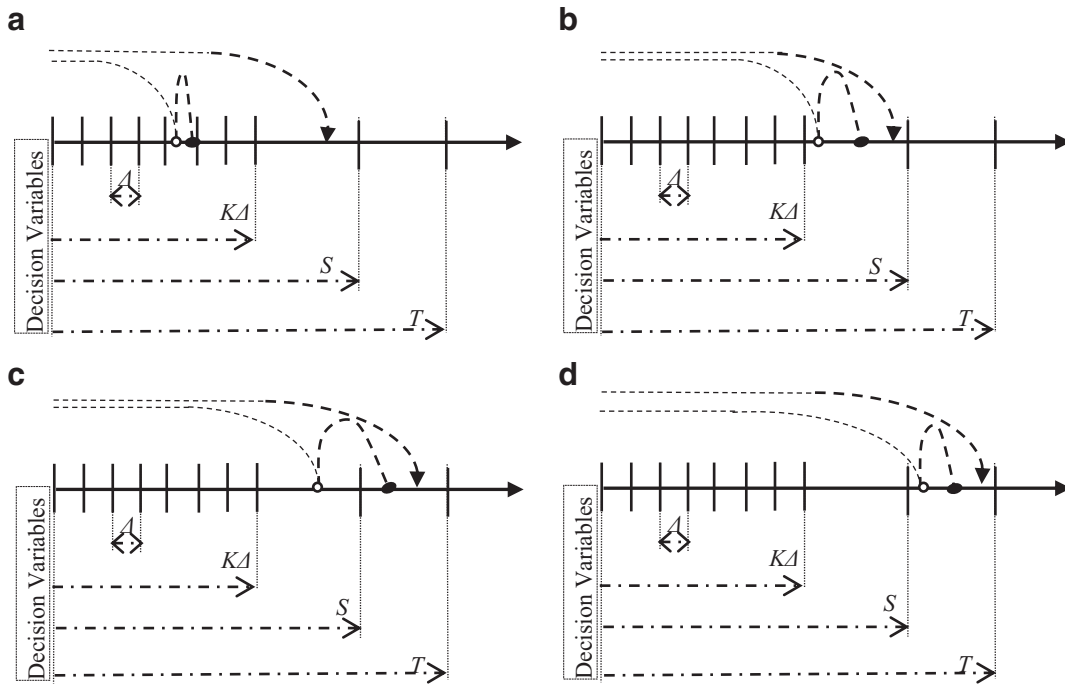 a
Decision Variables
Δ
KΔ
S
T
b
Decision Variables
Δ
KΔ
S
T
c
Decision Variables
Δ
KΔ
S
T
d
Decision Variables
Δ
KΔ
S
T